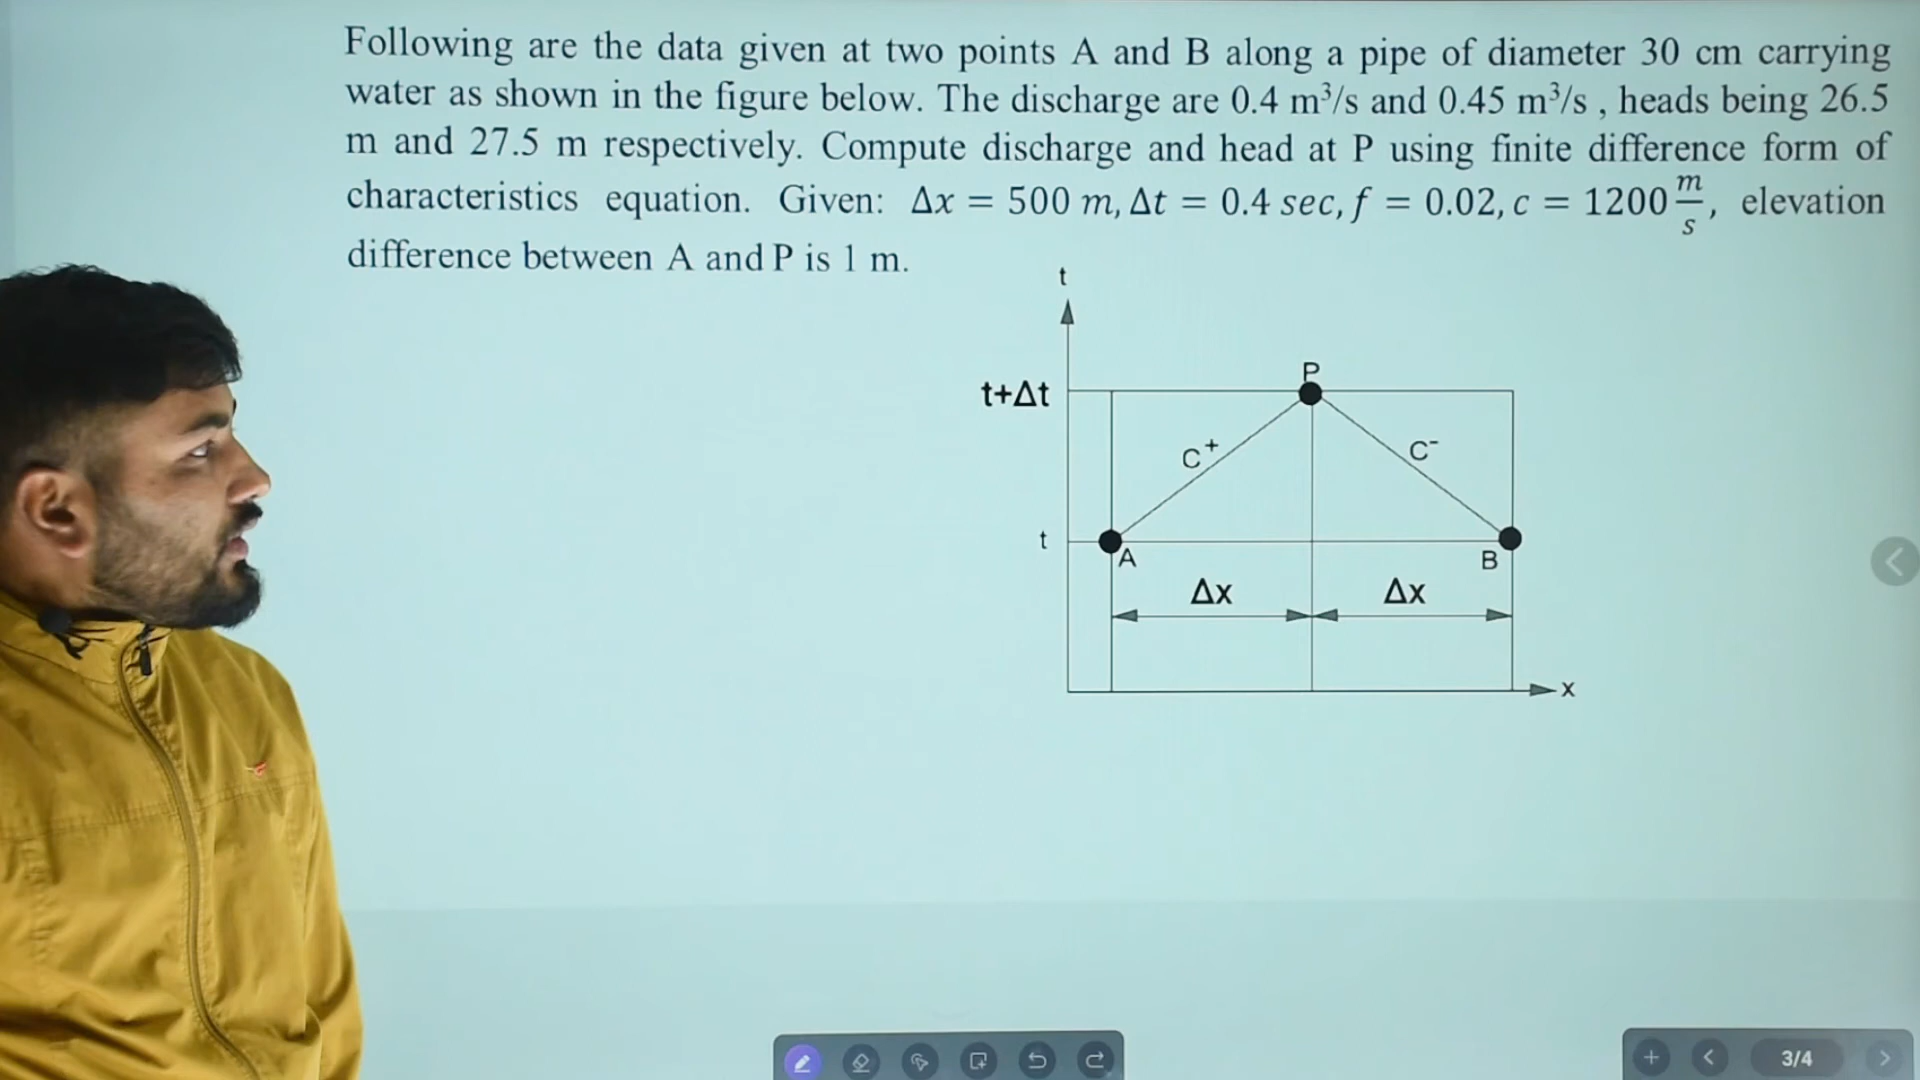 Following are the data given at two points A and B along a pipe of diameter 30 cm carrying
water as shown in the figure below. The discharge are 0.4 m³/s and 0.45 m³/s , heads being 26.5
m and 27.5 m respectively. Compute discharge and head at P using finite difference form of
characteristics equation. Given: Δx = 500 m, Δt = 0.4 sec, f = 0.02, c = 1200 m/s, elevation
difference between A and P is 1 m.
t
P
t+Δt
C⁺
C⁻
t
A
B
Δx
Δx
x
3/4